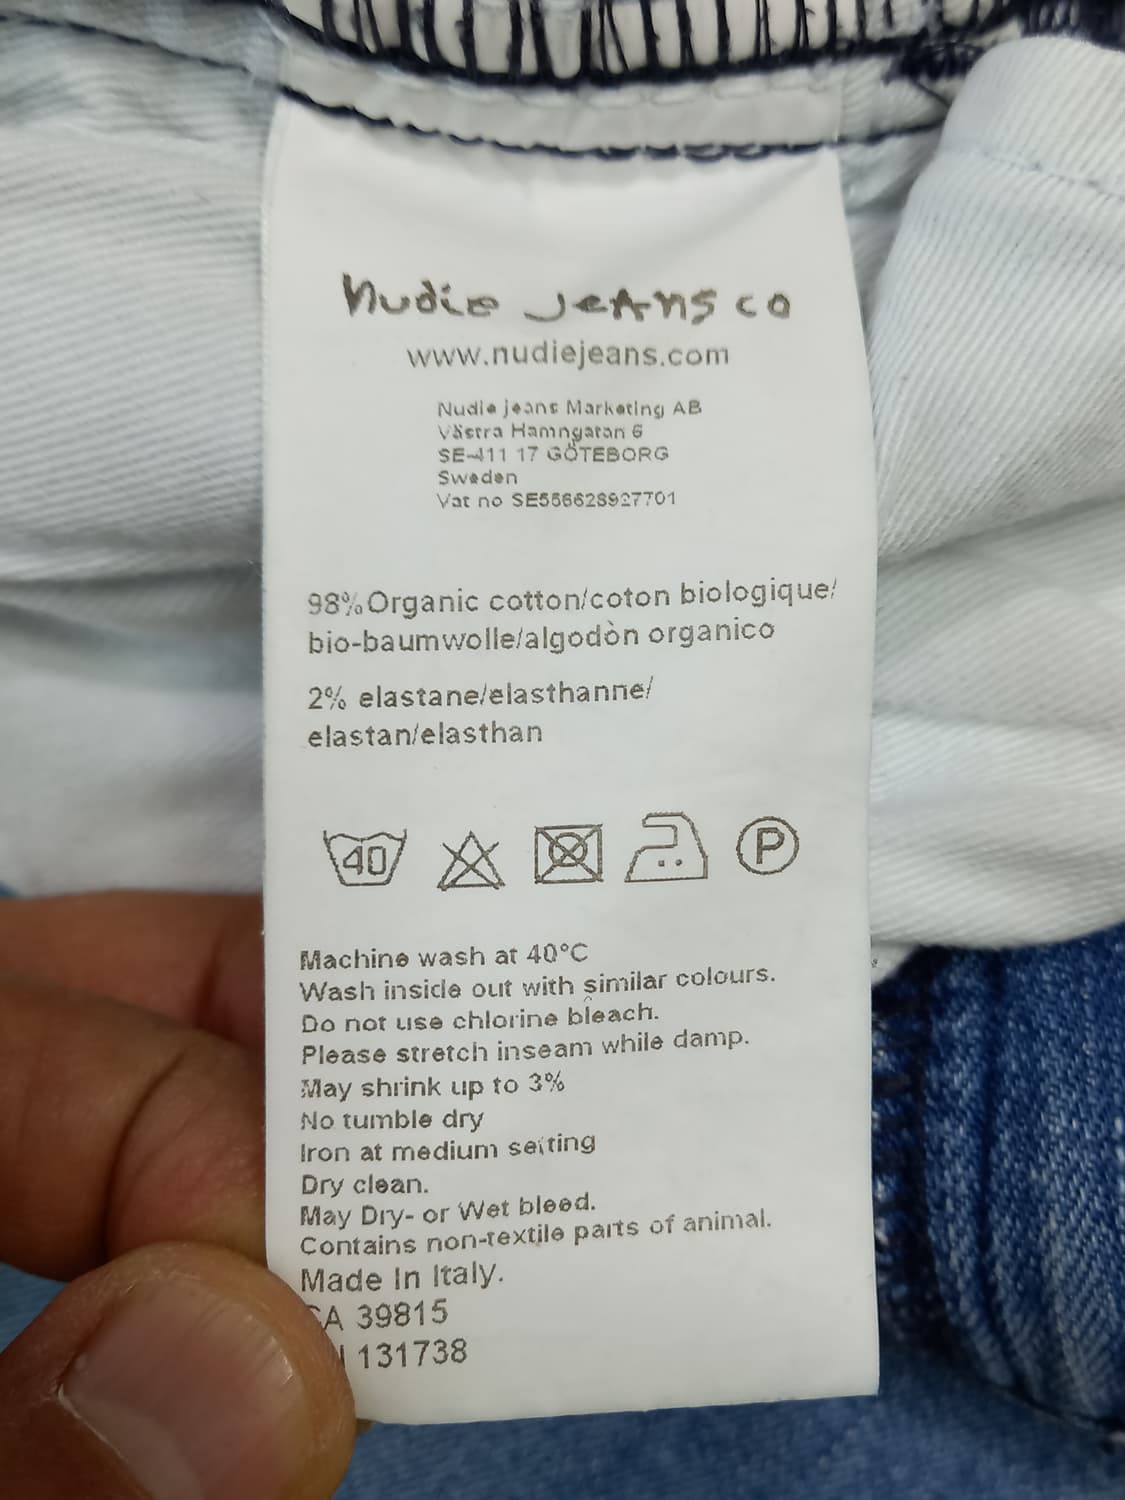 nudie jeans co
www.nudiejeans.com
Nudie jeans Marketing AB
Västra Hamngatan 6
SE-411 17 GÖTEBORG
Sweden
Vat no SE556628927701
98%Organic cotton/coton biologique/
bio-baumwolle/algodòn organico
2% elastane/elasthanne/
elastan/elasthan
40
P
Machine wash at 40°C
Wash inside out with similar colours.
Do not use chlorine bleach.
Please stretch inseam while damp.
May shrink up to 3%
No tumble dry
Iron at medium setting
Dry clean.
May Dry- or Wet bleed.
Contains non-textile parts of animal.
Made In Italy.
CA 39815
131738